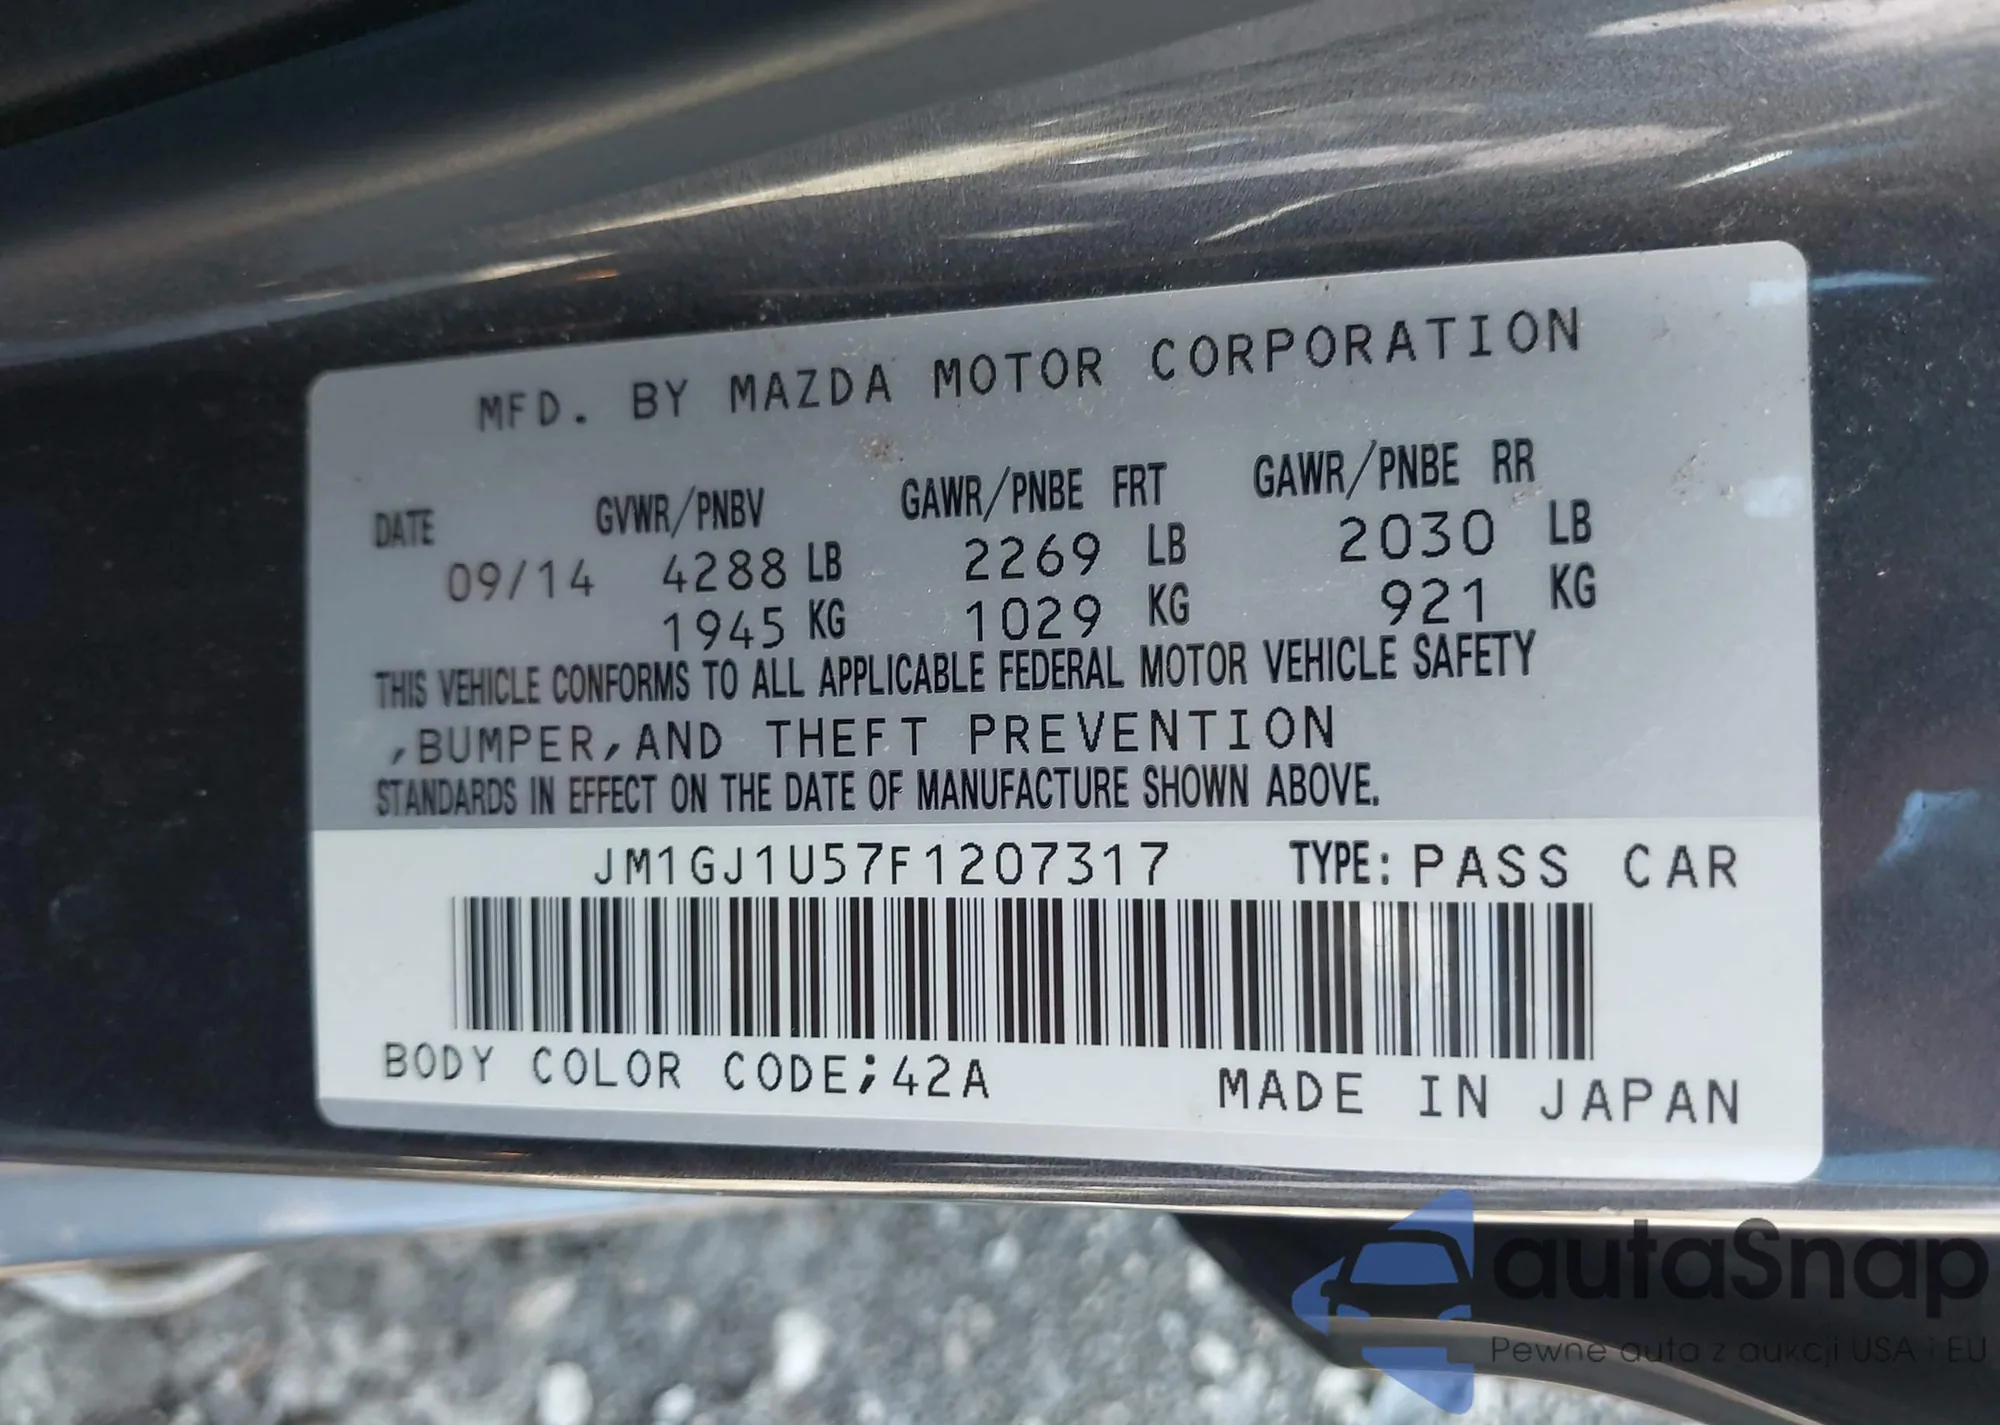 MFD. BY MAZDA MOTOR CORPORATION
DATE GVWR/PNBV GAWR/PNBE FRT GAWR/PNBE RR
09/14 4288 LB 2269 LB 2030 LB
1945 KG 1029 KG 921 KG
THIS VEHICLE CONFORMS TO ALL APPLICABLE FEDERAL MOTOR VEHICLE SAFETY
,BUMPER,AND THEFT PREVENTION
STANDARDS IN EFFECT ON THE DATE OF MANUFACTURE SHOWN ABOVE.
JM1GJ1U57F1207317 TYPE: PASS CAR
BODY COLOR CODE;42A MADE IN JAPAN
autaSnap
Pewne auta z aukcji USA i EU